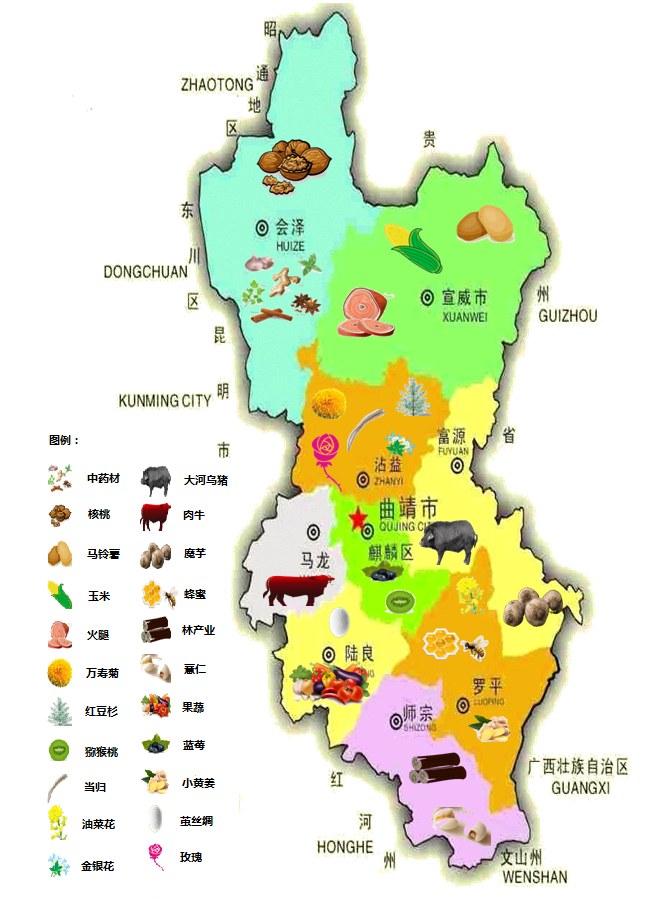 昭
通
地
区
ZHAOTONG
贵
州
GUIZHOU
省
东
川
区
DONGCHUAN
会泽
HUIZE
宣威市
XUANWEI
昆
明
市
KUNMING CITY
富源
FUYUAN
沾益
ZHANYI
曲靖市
QUJING CITY
麒麟区
马龙
陆良
罗平
LUOPING
师宗
SHIZONG
广西壮族自治区
GUANGXI
红
河
州
HONGHE
文山州
WENSHAN
图例：
中药材 大河乌猪
核桃 肉牛
马铃薯 魔芋
玉米 蜂蜜
火腿 林产业
万寿菊 薏仁
红豆杉 果蔬
猕猴桃 蓝莓
当归 小黄姜
油菜花 茧丝绸
金银花 玫瑰